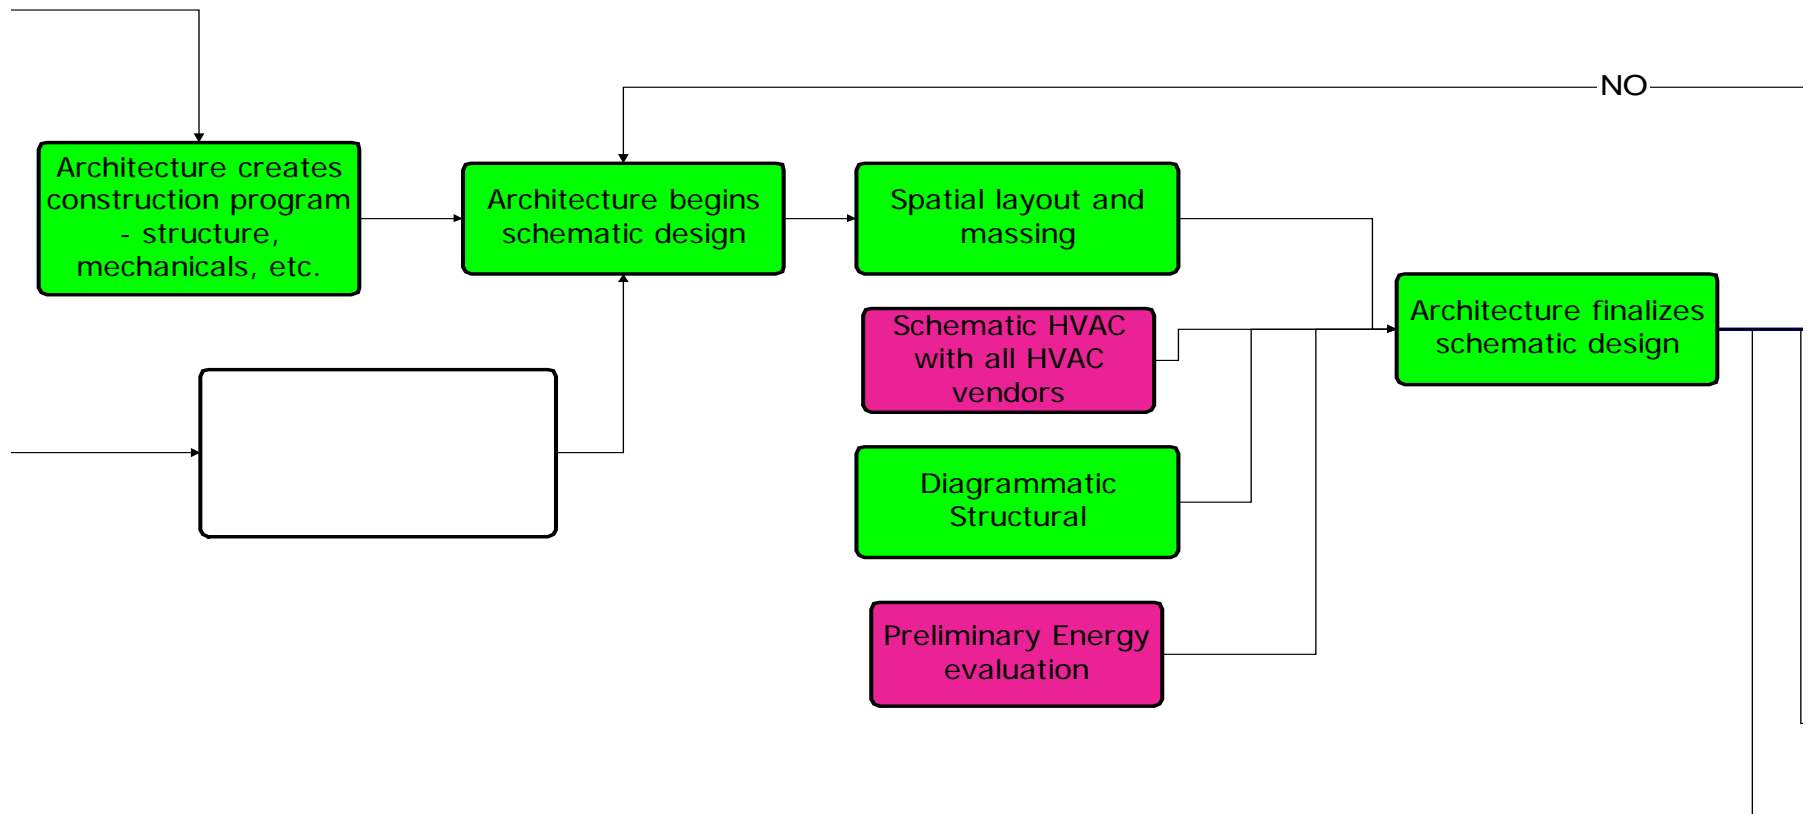 NO
Architecture creates
construction program
- structure,
mechanicals, etc.
Architecture begins
schematic design
Spatial layout and
massing
Schematic HVAC
with all HVAC
vendors
Architecture finalizes
schematic design
Diagrammatic
Structural
Preliminary Energy
evaluation